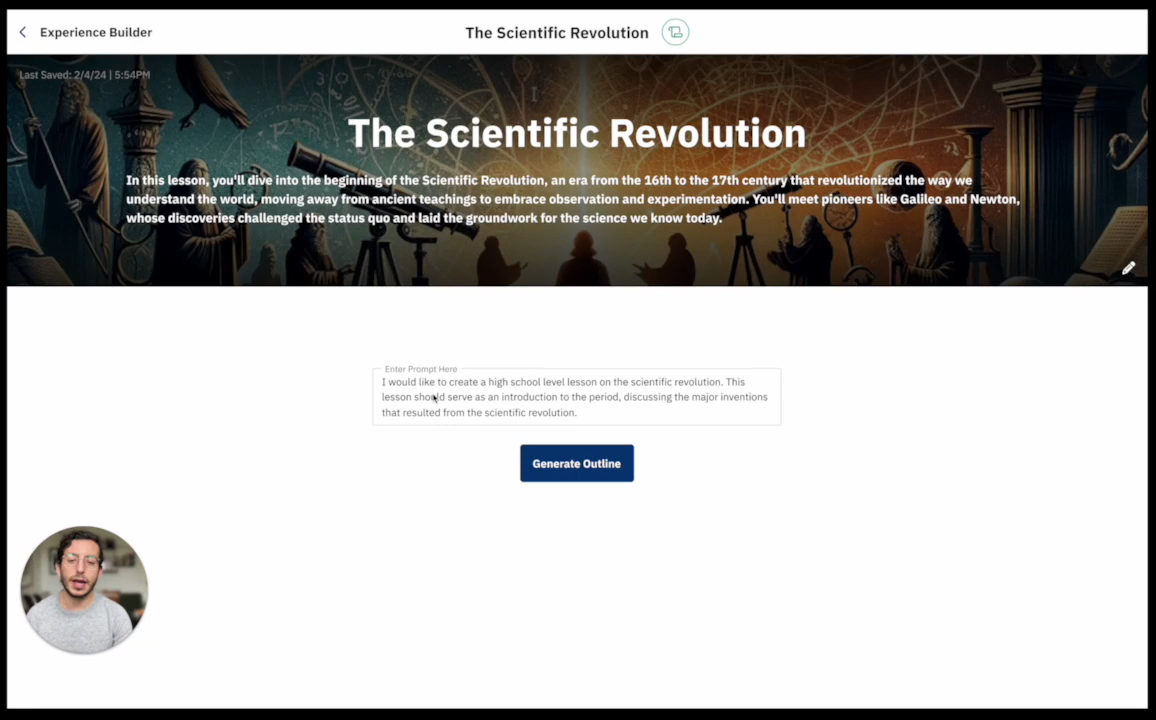 Experience Builder
The Scientific Revolution
Last Saved: 2/4/24 | 5:54PM
The Scientific Revolution
In this lesson, you'll dive into the beginning of the Scientific Revolution, an era from the 16th to the 17th century that revolutionized the way we
understand the world, moving away from ancient teachings to embrace observation and experimentation. You'll meet pioneers like Galileo and Newton,
whose discoveries challenged the status quo and laid the groundwork for the science we know today.
Enter Prompt Here
I would like to create a high school level lesson on the scientific revolution. This
lesson should serve as an introduction to the period, discussing the major inventions
that resulted from the scientific revolution.
Generate Outline